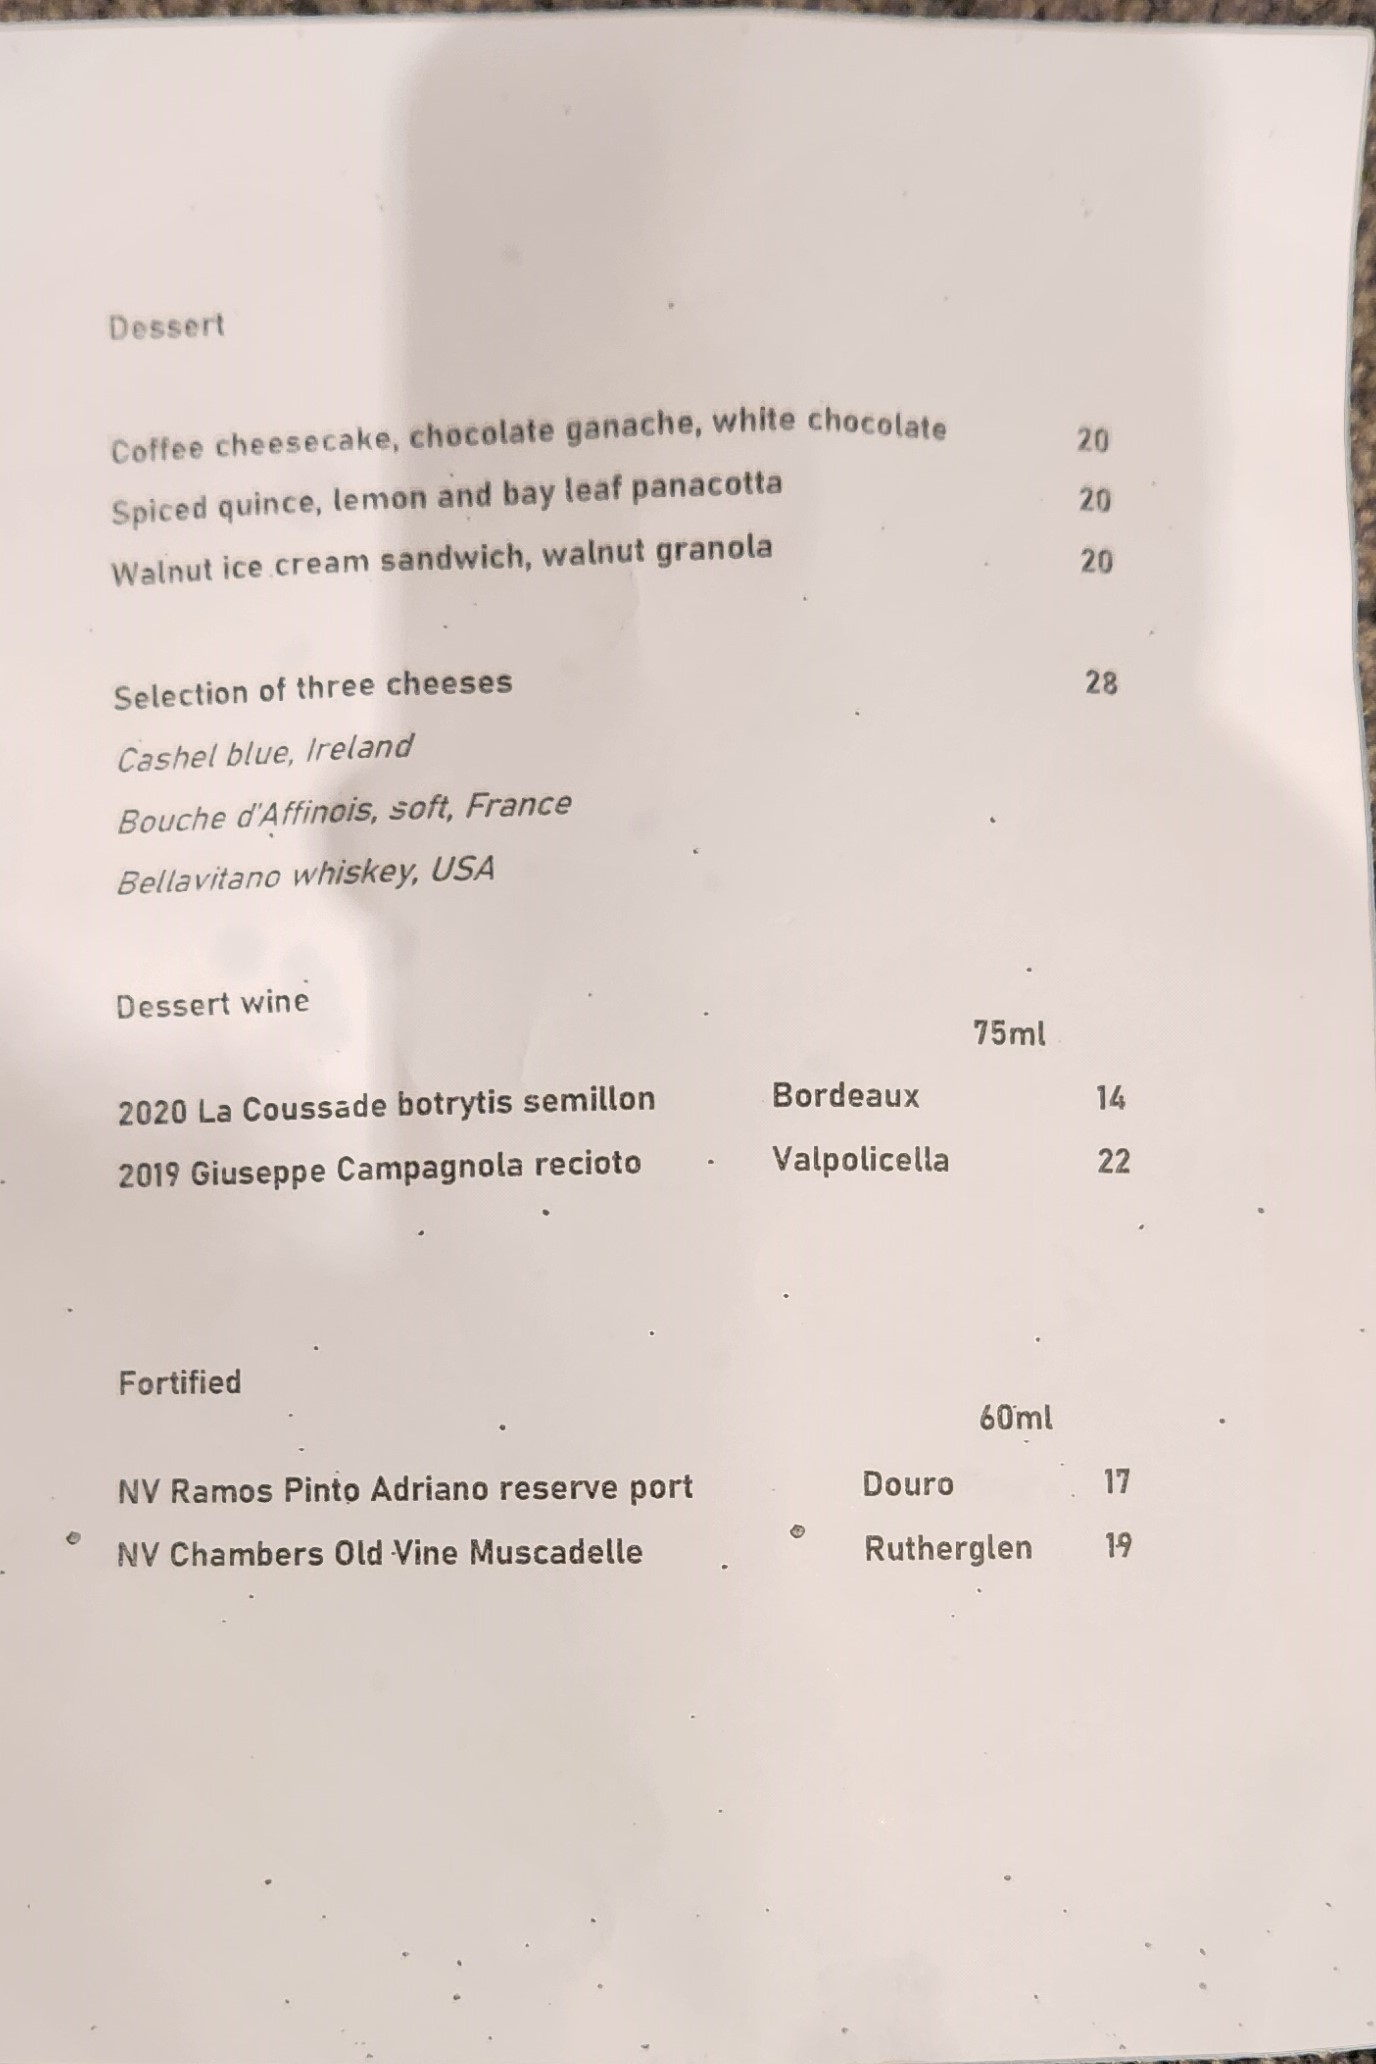 Dessert
Coffee cheesecake, chocolate ganache, white chocolate 20
Spiced quince, lemon and bay leaf panacotta 20
Walnut ice cream sandwich, walnut granola 20
Selection of three cheeses 28
Cashel blue, Ireland
Bouche d'Affinois, soft, France
Bellavitano whiskey, USA
Dessert wine
75ml
2020 La Coussade botrytis semillon Bordeaux 14
2019 Giuseppe Campagnola recioto Valpolicella 22
Fortified
60ml
NV Ramos Pinto Adriano reserve port Douro 17
NV Chambers Old Vine Muscadelle Rutherglen 19